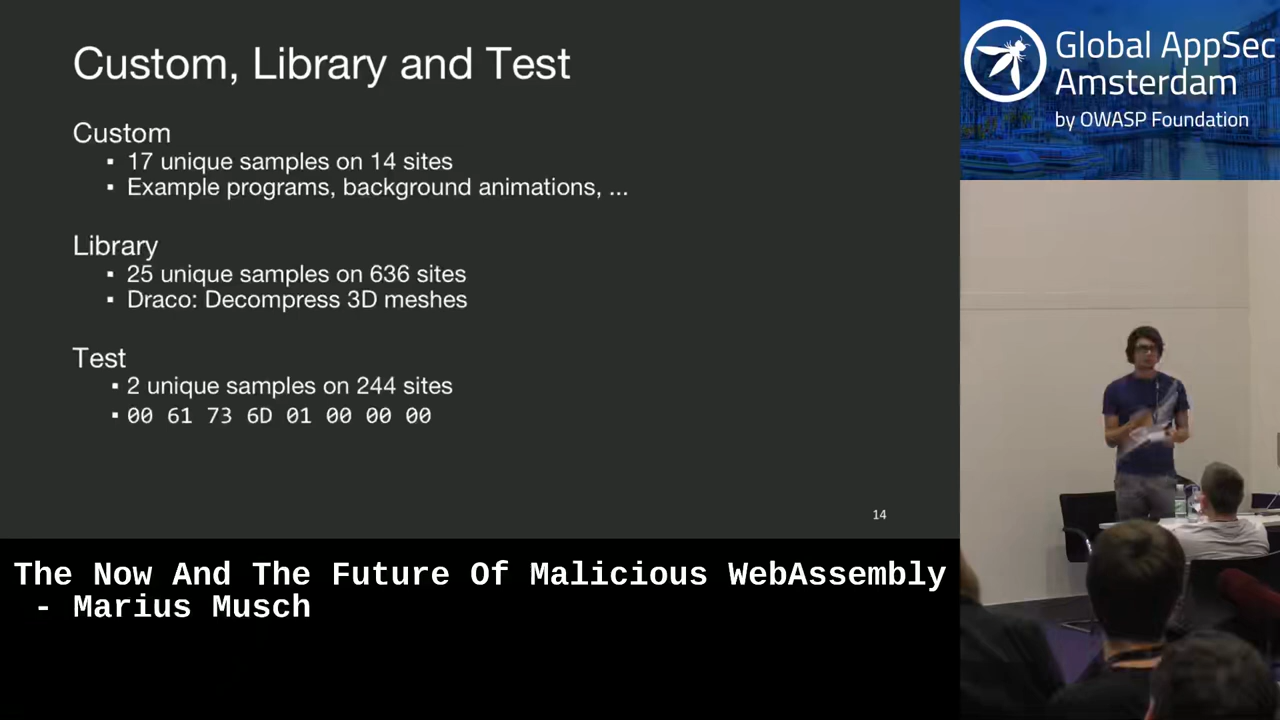 Custom, Library and Test
Custom
▪ 17 unique samples on 14 sites
▪ Example programs, background animations, ...
Library
▪ 25 unique samples on 636 sites
▪ Draco: Decompress 3D meshes
Test
▪ 2 unique samples on 244 sites
▪ 00 61 73 6D 01 00 00 00
14
The Now And The Future Of Malicious WebAssembly
- Marius Musch
Global AppSec
Amsterdam
by OWASP Foundation